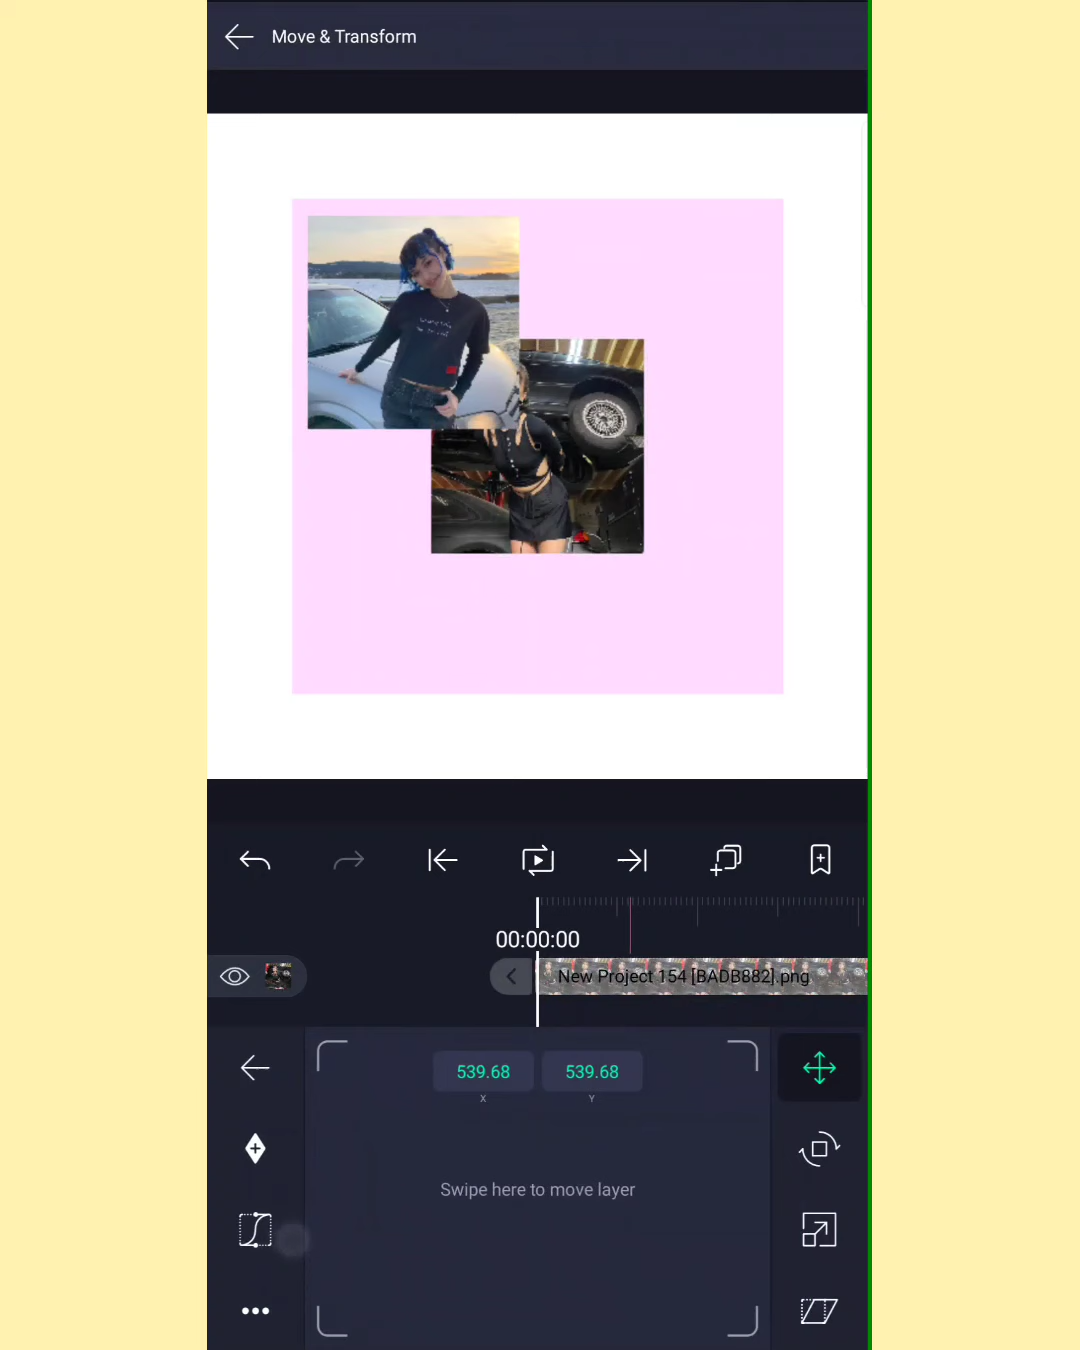 Move & Transform
00:00:00
New Project 154 [BADB882].png
539.68 539.68
X Y
Swipe here to move layer